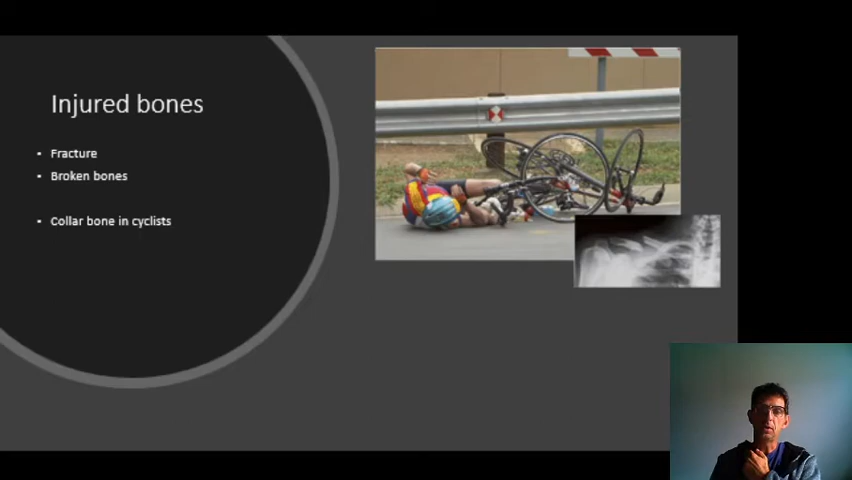 Injured bones
Fracture
Broken bones
Collar bone in cyclists